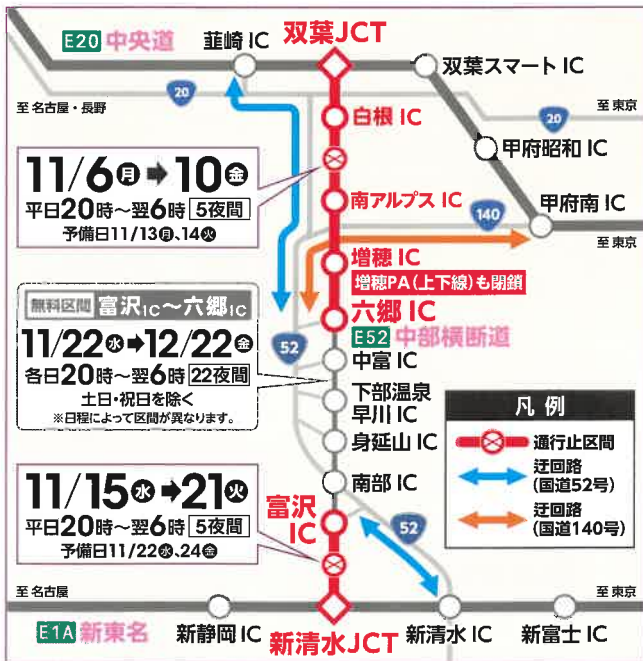 E20 中央道
韮崎 IC
双葉JCT
双葉スマート IC
20
至 名古屋・長野
白根 IC
至 東京
20
甲府昭和 IC
11/6月➡10金
平日20時～翌6時 5夜間
予備日11/13月、14火
南アルプス IC
140
甲府南 IC
至 東京
増穂 IC
増穂PA（上下線）も閉鎖
六郷 IC
無料区間 富沢IC～六郷IC
11/22水➡12/22金
各日20時～翌6時 22夜間
土日・祝日を除く
※日程によって区間が異なります。
52
E52 中部横断道
中富 IC
下部温泉
早川 IC
身延山 IC
南部 IC
凡例
通行止区間
迂回路
（国道52号）
迂回路
（国道140号）
11/15水➡21火
平日20時～翌6時 5夜間
予備日11/22水、24金
富沢
IC
52
至 名古屋
至 東京
E1A 新東名
新静岡 IC
新清水JCT
新清水 IC
新富士 IC